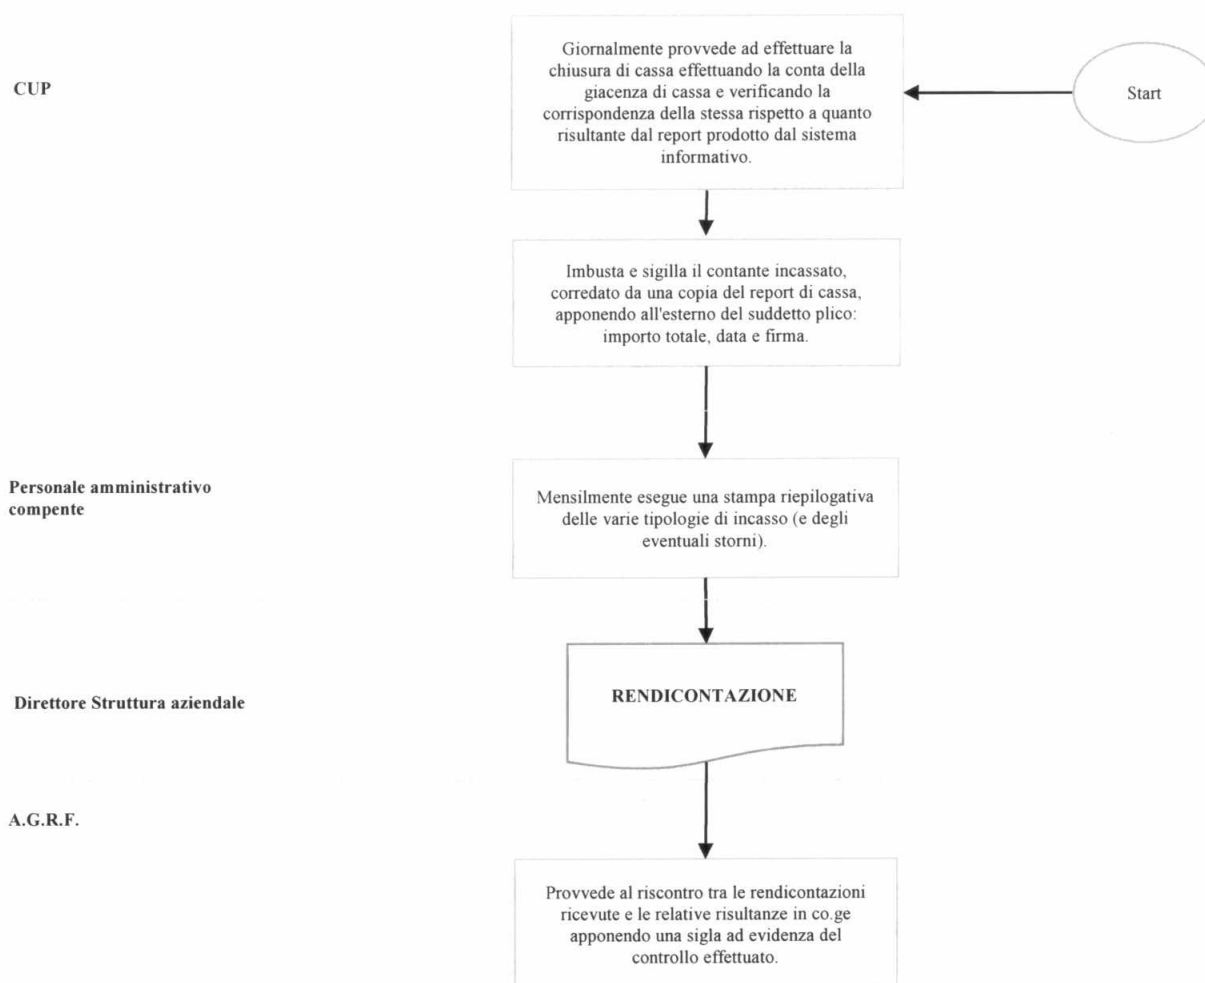 CUP
Giornalmente provvede ad effettuare la
chiusura di cassa effettuando la conta della
giacenza di cassa e verificando la
corrispondenza della stessa rispetto a quanto
risultante dal report prodotto dal sistema
informativo.
Start
Imbusta e sigilla il contante incassato,
corredato da una copia del report di cassa,
apponendo all'esterno del suddetto plico:
importo totale, data e firma.
Personale amministrativo
compente
Mensilmente esegue una stampa riepilogativa
delle varie tipologie di incasso (e degli
eventuali storni).
Direttore Struttura aziendale
RENDICONTAZIONE
A.G.R.F.
Provvede al riscontro tra le rendicontazioni
ricevute e le relative risultanze in co.ge
apponendo una sigla ad evidenza del
controllo effettuato.